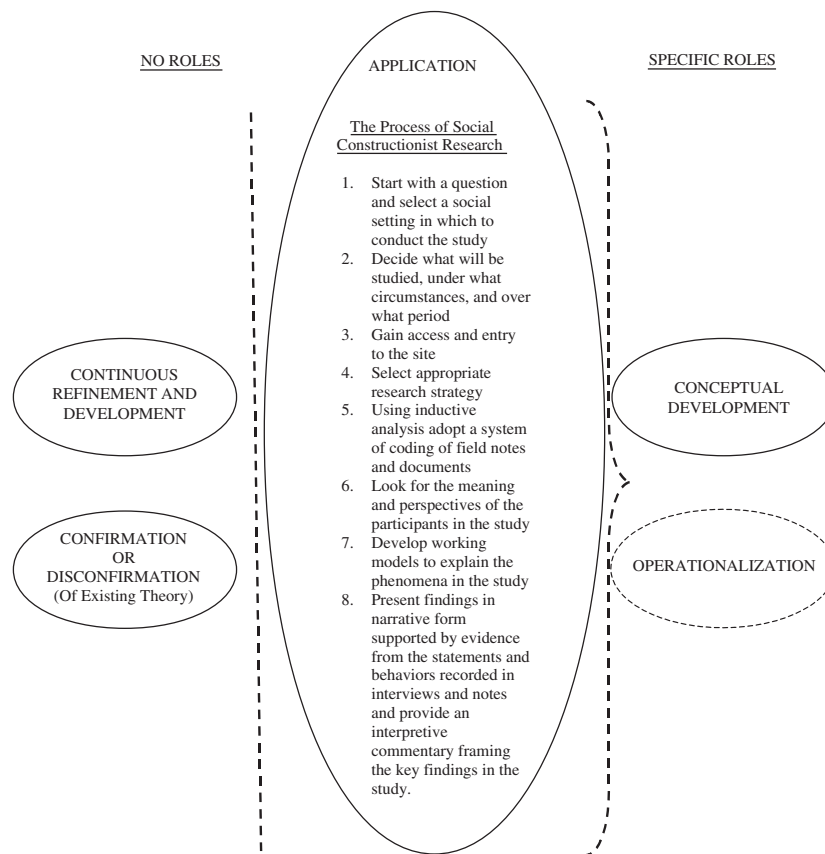 NO ROLES
APPLICATION
SPECIFIC ROLES
The Process of Social
Constructionist Research
1. Start with a question
and select a social
setting in which to
conduct the study
2. Decide what will be
studied, under what
circumstances, and over
what period
3. Gain access and entry
to the site
4. Select appropriate
research strategy
5. Using inductive
analysis adopt a system
of coding of field notes
and documents
6. Look for the meaning
and perspectives of the
participants in the study
7. Develop working
models to explain the
phenomena in the study
8. Present findings in
narrative form
supported by evidence
from the statements and
behaviors recorded in
interviews and notes
and provide an
interpretive
commentary framing
the key findings in the
study.
CONTINUOUS
REFINEMENT AND
DEVELOPMENT
CONFIRMATION
OR
DISCONFIRMATION
(Of Existing Theory)
CONCEPTUAL
DEVELOPMENT
OPERATIONALIZATION